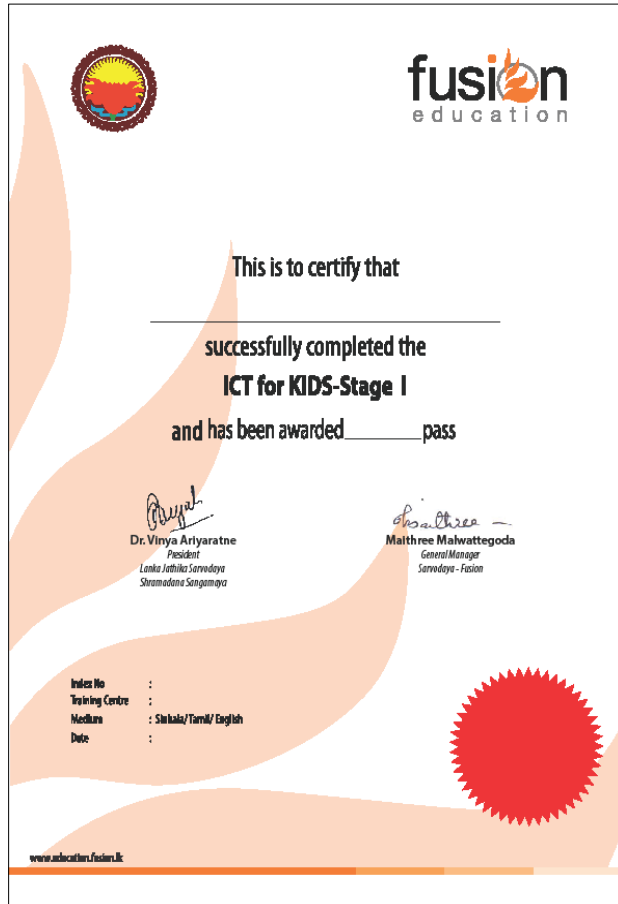 fusion
education
This is to certify that
successfully completed the
ICT for KIDS-Stage I
and has been awarded________pass
Dr. Vinya Ariyaratne
President
Lanka Jathika Sarvodaya
Shramadana Sangamaya
Maithree Malwattegoda
General Manager
Sarvodaya - Fusion
Index No :
Training Centre :
Medium : Sinhala/Tamil/ English
Date :
www.education.fusion.lk